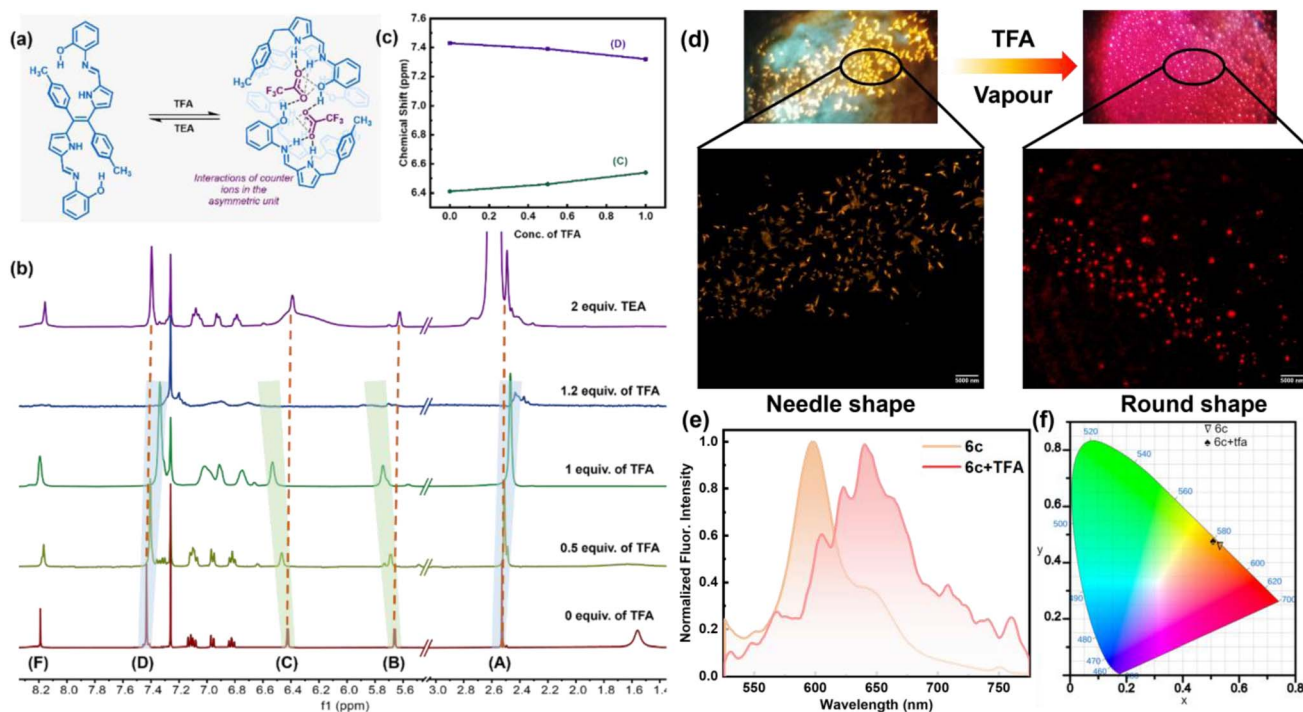 (a)
HO
H
N
CH₃
HN
NH
H₃C
N
H
O
TFA
TEA
CH₃
F₃C
CF₃
H₃C
Interactions of counter
ions in the
asymmetric unit
(c)
Chemical Shift (ppm)
7.6
7.4
7.2
7.0
6.8
6.6
6.4
(D)
(C)
0.0 0.2 0.4 0.6 0.8 1.0
Conc. of TFA
(b)
2 equiv. TEA
1.2 equiv. of TFA
1 equiv. of TFA
0.5 equiv. of TFA
0 equiv. of TFA
(F) (D) (C) (B) (A)
8.2 8.0 7.8 7.6 7.4 7.2 7.0 6.8 6.6 6.4 6.2 6.0 5.8 5.6 3.0 2.8 2.6 2.4 2.2 2.0 1.8 1.6 1.4
f1 (ppm)
(d)
TFA
Vapour
5000 nm
5000 nm
Needle shape
Round shape
(e)
Normalized Fluor. Intensity
1.0
0.8
0.6
0.4
0.2
0.0
6c
6c+TFA
550 600 650 700 750
Wavelength (nm)
(f)
6c
6c+tfa
y
0.8
0.6
0.4
0.2
520
540
560
500
580
600
620
700
490
480
470
460
0 0.2 0.4 0.6 0.8
x